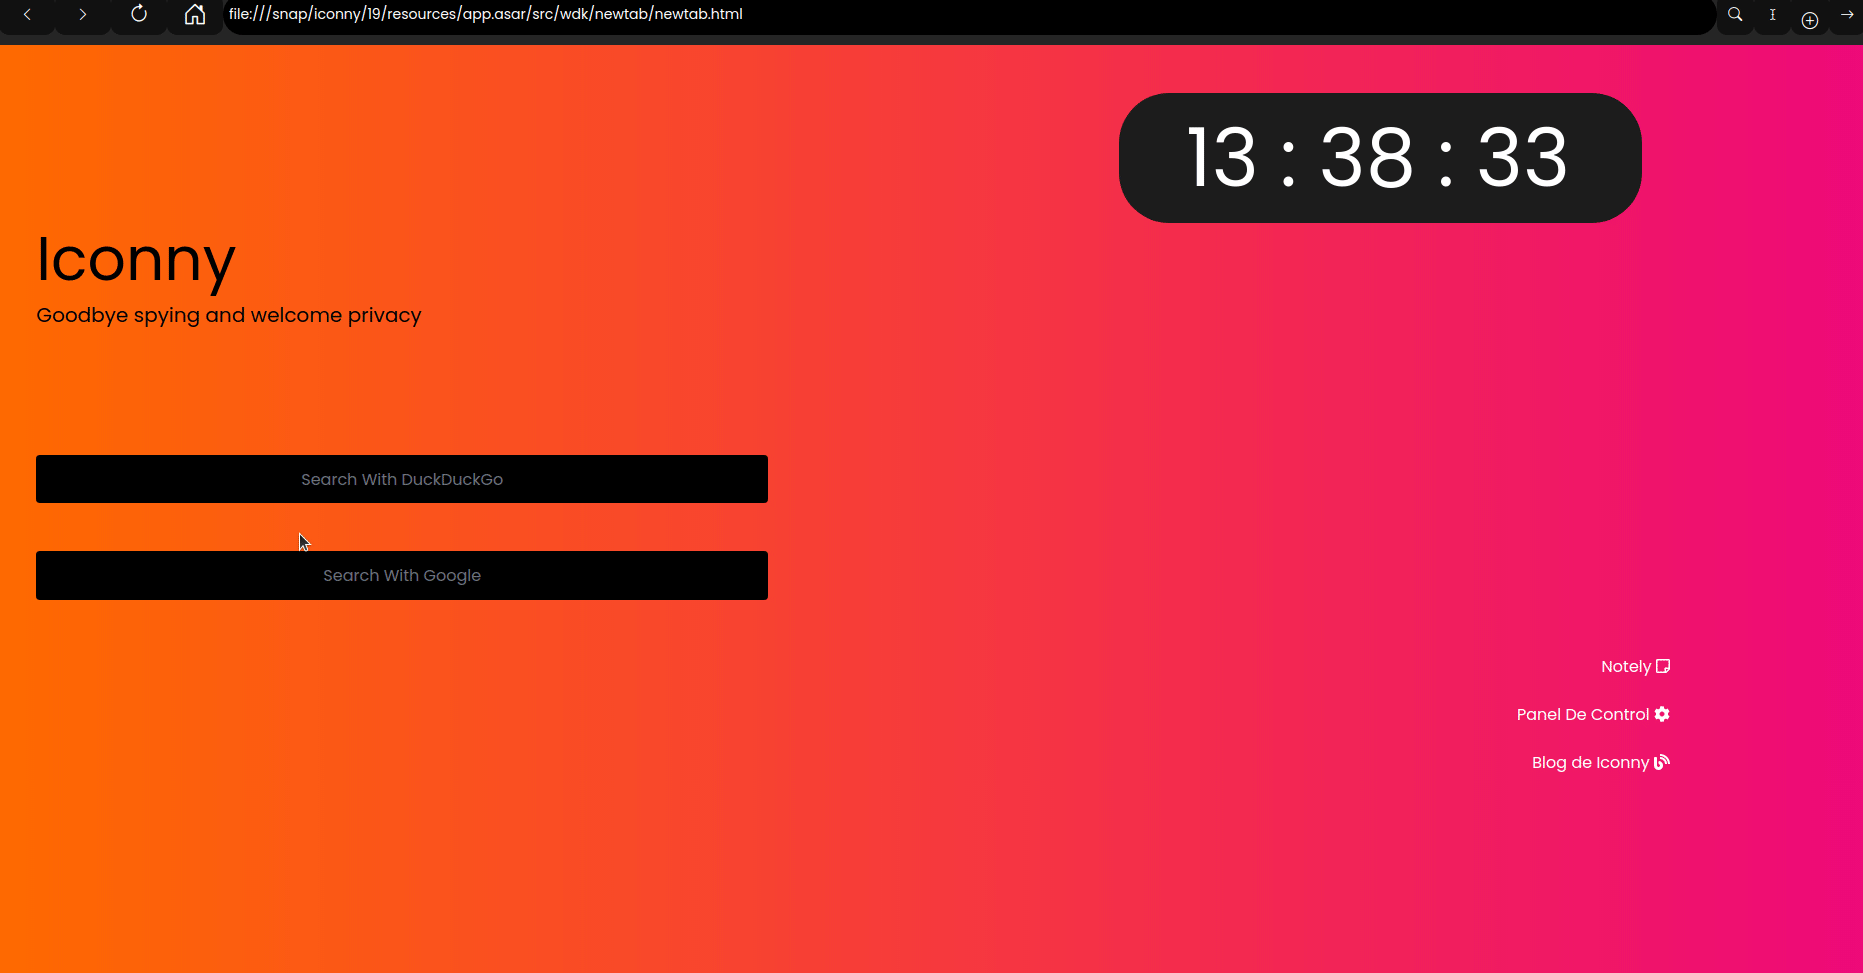 file:///snap/iconny/19/resources/app.asar/src/wdk/newtab/newtab.html
13 : 38 : 33
Iconny
Goodbye spying and welcome privacy
Search With DuckDuckGo
Search With Google
Notely
Panel De Control
Blog de Iconny